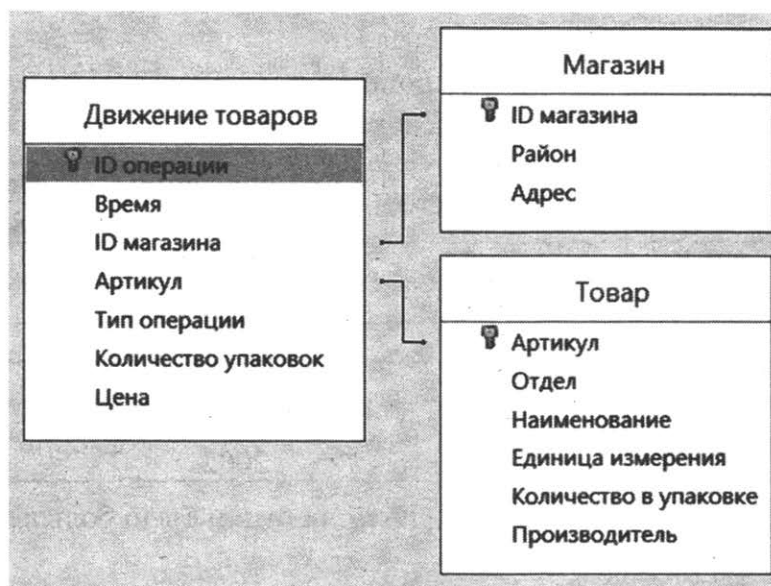 Движение товаров
ID операции
Время
ID магазина
Артикул
Тип операции
Количество упаковок
Цена
Магазин
ID магазина
Район
Адрес
Товар
Артикул
Отдел
Наименование
Единица измерения
Количество в упаковке
Производитель